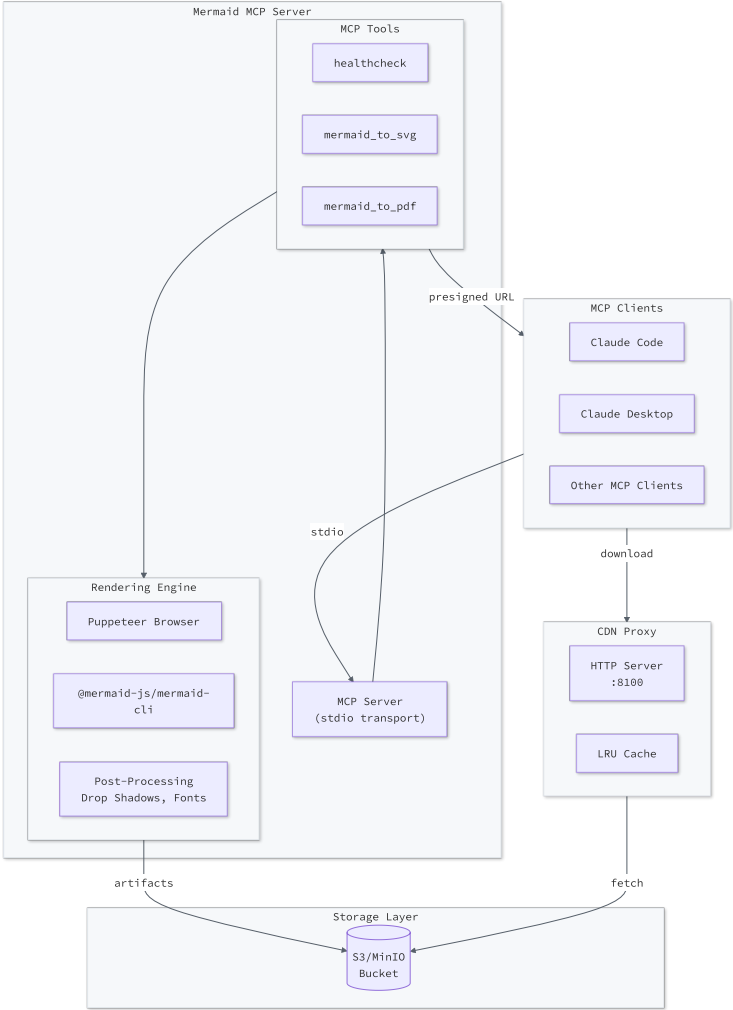 Mermaid MCP Server
MCP Tools
healthcheck
mermaid_to_svg
mermaid_to_pdf
presigned URL
MCP Clients
Claude Code
Claude Desktop
Other MCP Clients
stdio
download
Rendering Engine
Puppeteer Browser
@mermaid-js/mermaid-
cli
Post-Processing
Drop Shadows, Fonts
MCP Server
(stdio transport)
CDN Proxy
HTTP Server
:8100
LRU Cache
artifacts
fetch
Storage Layer
S3/MinIO
Bucket